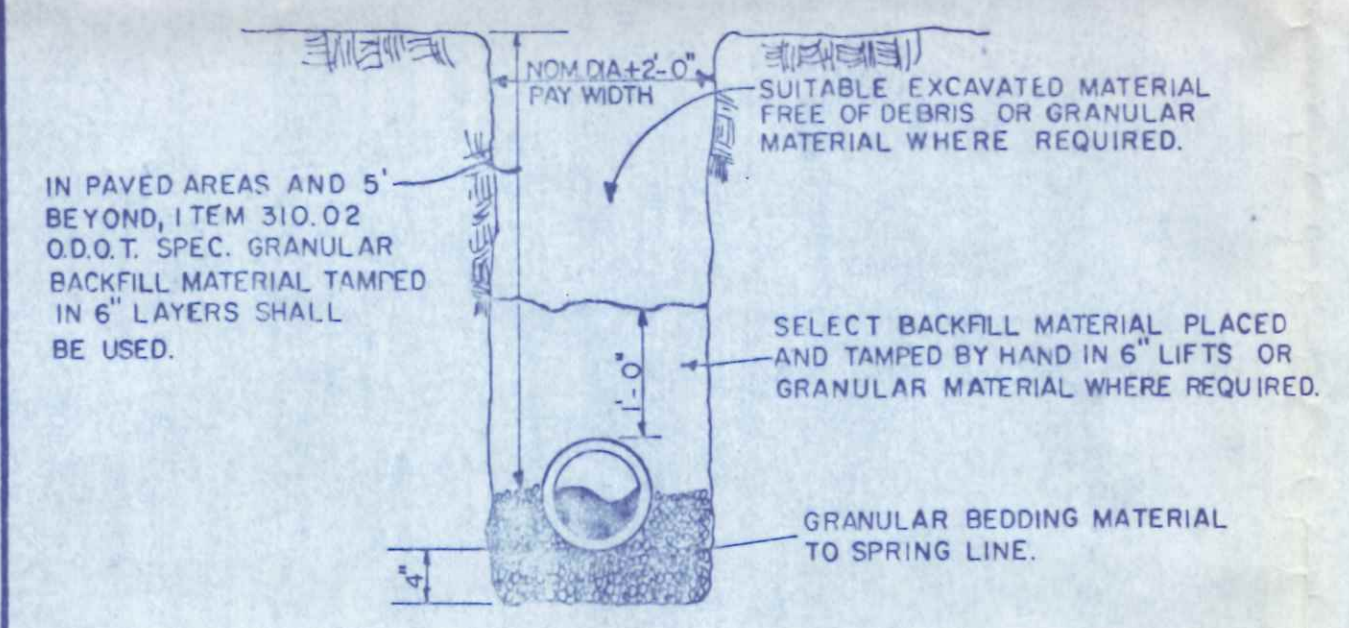 NOM. DIA.+2'-0"
PAY WIDTH
SUITABLE EXCAVATED MATERIAL
FREE OF DEBRIS OR GRANULAR
MATERIAL WHERE REQUIRED.
IN PAVED AREAS AND 5'
BEYOND, ITEM 310.02
O.D.O.T. SPEC. GRANULAR
BACKFILL MATERIAL TAMPED
IN 6" LAYERS SHALL
BE USED.
1'-0"
SELECT BACKFILL MATERIAL PLACED
AND TAMPED BY HAND IN 6" LIFTS OR
GRANULAR MATERIAL WHERE REQUIRED.
GRANULAR BEDDING MATERIAL
TO SPRING LINE.
4"